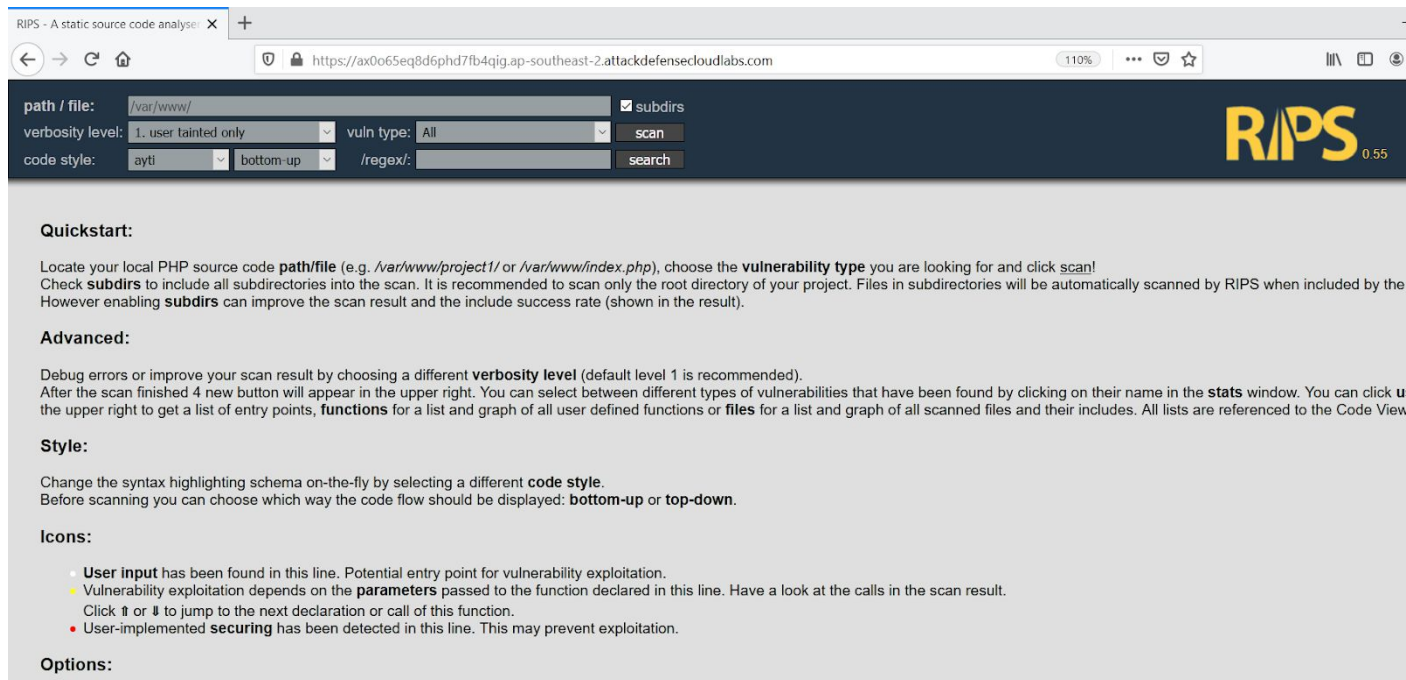 RIPS - A static source code analyse
https://ax0o65eq8d6phd7fb4qig.ap-southeast-2.attackdefensecloudlabs.com 110%
path / file: /var/www/ subdirs
verbosity level: 1. user tainted only vuln type: All scan
code style: ayti bottom-up /regex/: search
RIPS 0.55
Quickstart:
Locate your local PHP source code path/file (e.g. /var/www/project1/ or /var/www/index.php), choose the vulnerability type you are looking for and click scan!
Check subdirs to include all subdirectories into the scan. It is recommended to scan only the root directory of your project. Files in subdirectories will be automatically scanned by RIPS when included by the
However enabling subdirs can improve the scan result and the include success rate (shown in the result).
Advanced:
Debug errors or improve your scan result by choosing a different verbosity level (default level 1 is recommended).
After the scan finished 4 new button will appear in the upper right. You can select between different types of vulnerabilities that have been found by clicking on their name in the stats window. You can click u
the upper right to get a list of entry points, functions for a list and graph of all user defined functions or files for a list and graph of all scanned files and their includes. All lists are referenced to the Code View
Style:
Change the syntax highlighting schema on-the-fly by selecting a different code style.
Before scanning you can choose which way the code flow should be displayed: bottom-up or top-down.
Icons:
User input has been found in this line. Potential entry point for vulnerability exploitation.
Vulnerability exploitation depends on the parameters passed to the function declared in this line. Have a look at the calls in the scan result.
Click ⇑ or ⇓ to jump to the next declaration or call of this function.
User-implemented securing has been detected in this line. This may prevent exploitation.
Options: